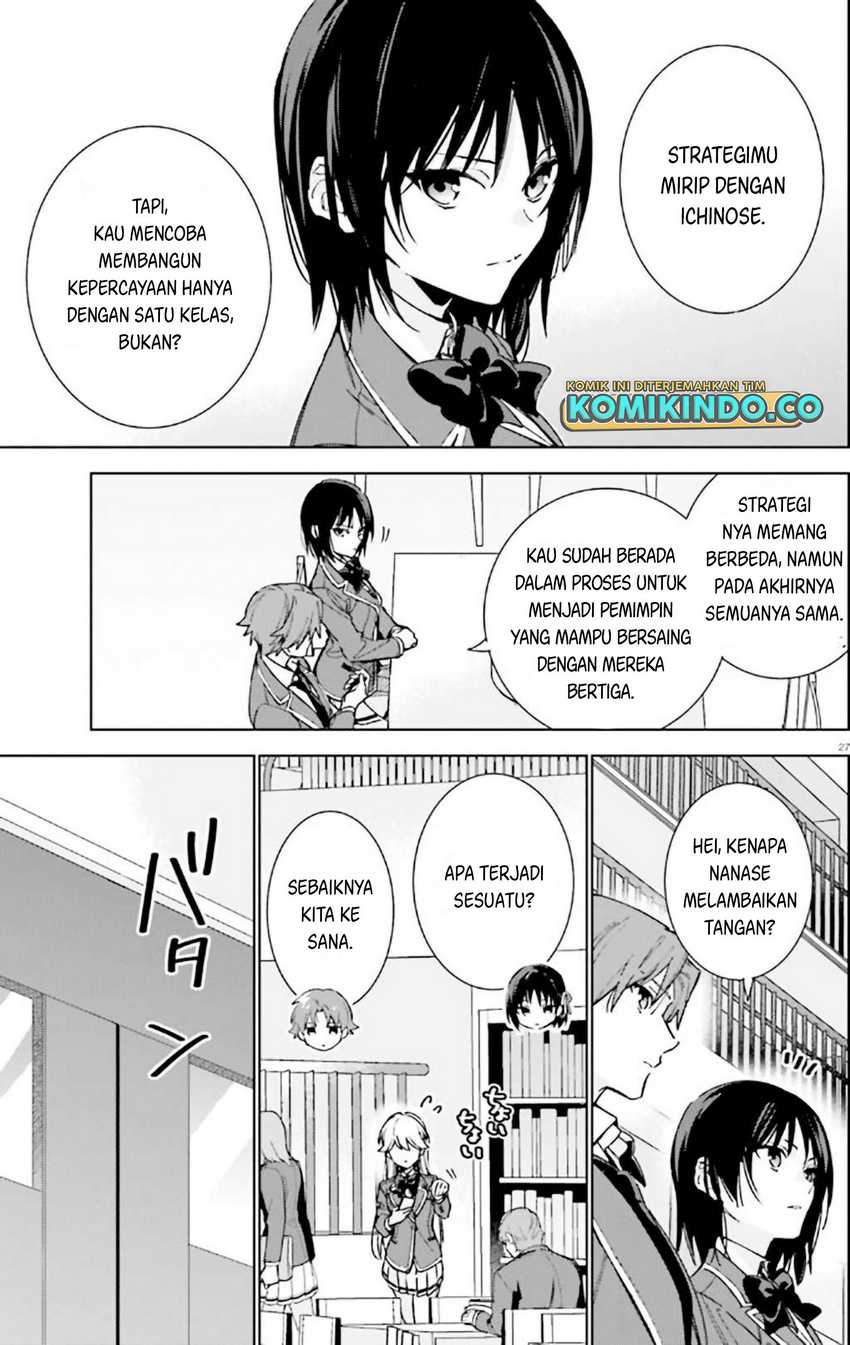 STRATEGIMU
MIRIP DENGAN
ICHINOSE.
TAPI,
KAU MENCOBA
MEMBANGUN
KEPERCAYAAN HANYA
DENGAN SATU KELAS,
BUKAN?
KOMIK INI DITERJEMAHKAN TIM
KOMIKINDO.CO
STRATEGI
NYA MEMANG
BERBEDA, NAMUN
PADA AKHIRNYA
SEMUANYA SAMA.
KAU SUDAH BERADA
DALAM PROSES UNTUK
MENJADI PEMIMPIN
YANG MAMPU BERSAING
DENGAN MEREKA
BERTIGA.
27
HEI, KENAPA
NANASE
MELAMBAIKAN
TANGAN?
APA TERJADI
SESUATU?
SEBAIKNYA
KITA KE
SANA.
ちょい
ちょい
バタン